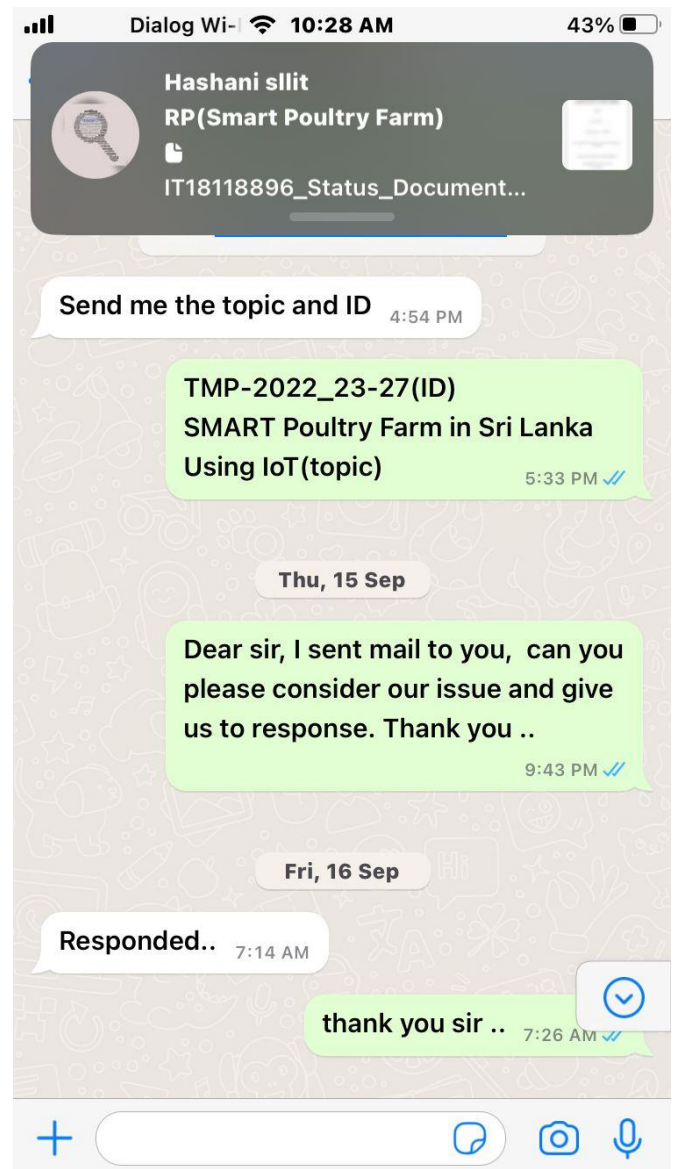 Dialog Wi- 10:28 AM 43%
Hashani sllit
RP(Smart Poultry Farm)
IT18118896_Status_Document...
Send me the topic and ID 4:54 PM
TMP-2022_23-27(ID)
SMART Poultry Farm in Sri Lanka
Using IoT(topic) 5:33 PM
Thu, 15 Sep
Dear sir, I sent mail to you, can you
please consider our issue and give
us to response. Thank you ..
9:43 PM
Fri, 16 Sep
Responded.. 7:14 AM
thank you sir .. 7:26 AM